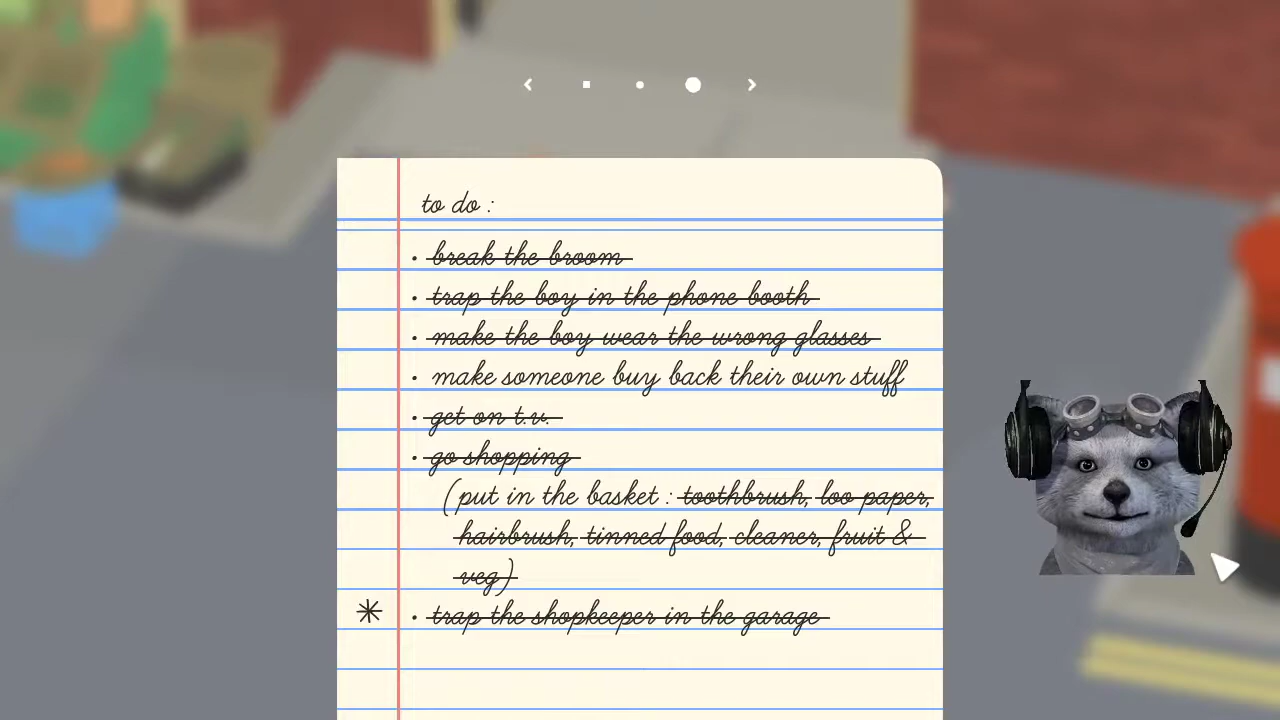 to do :
• break the broom
• trap the boy in the phone booth
• make the boy wear the wrong glasses
• make someone buy back their own stuff
• get on t.v.
• go shopping
(put in the basket : toothbrush, loo paper,
hairbrush, tinned food, cleaner, fruit &
veg)
• trap the shopkeeper in the garage